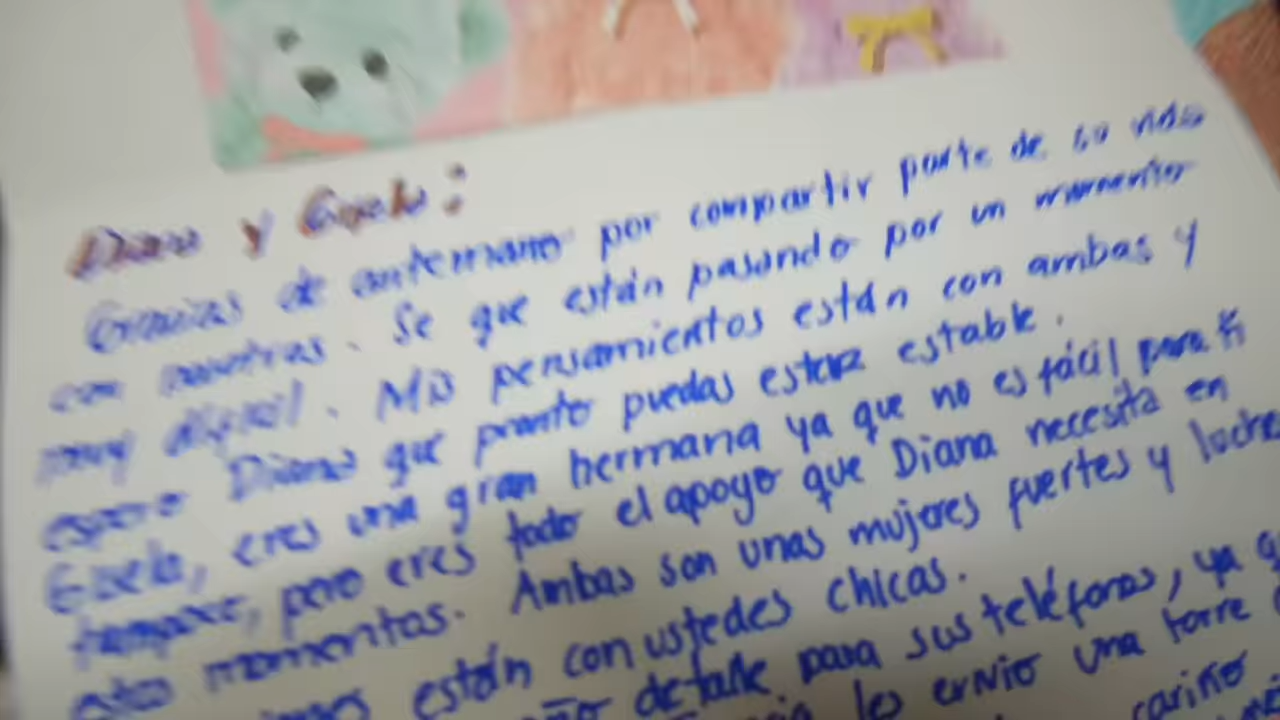 Diana y Gisela:
Gracias de antemano por compartir parte de su vida
con nosotras. Se que están pasando por un momento
muy difícil. Mis pensamientos están con ambas y
espero Diana que pronto puedas estar estable.
Gisela, eres una gran hermana ya que no es fácil para ti
tampoco, pero eres todo el apoyo que Diana necesita en
estos momentos. Ambas son unas mujeres fuertes y
están con ustedes chicas.
detalle para sus teléfonos, ya
les envio una torre
cariño